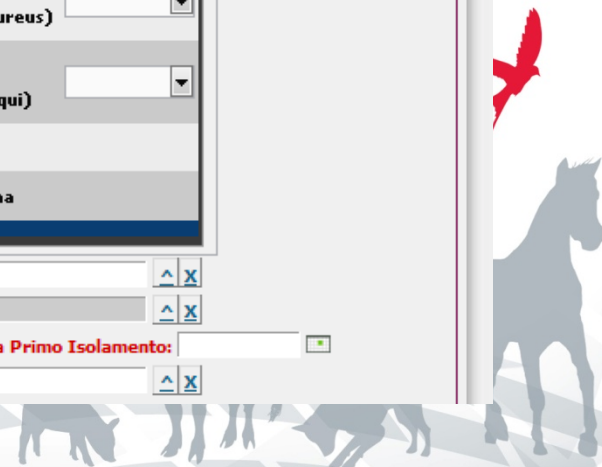 ureus)
qui)
na
^ X
^ X
a Primo Isolamento:
^ X